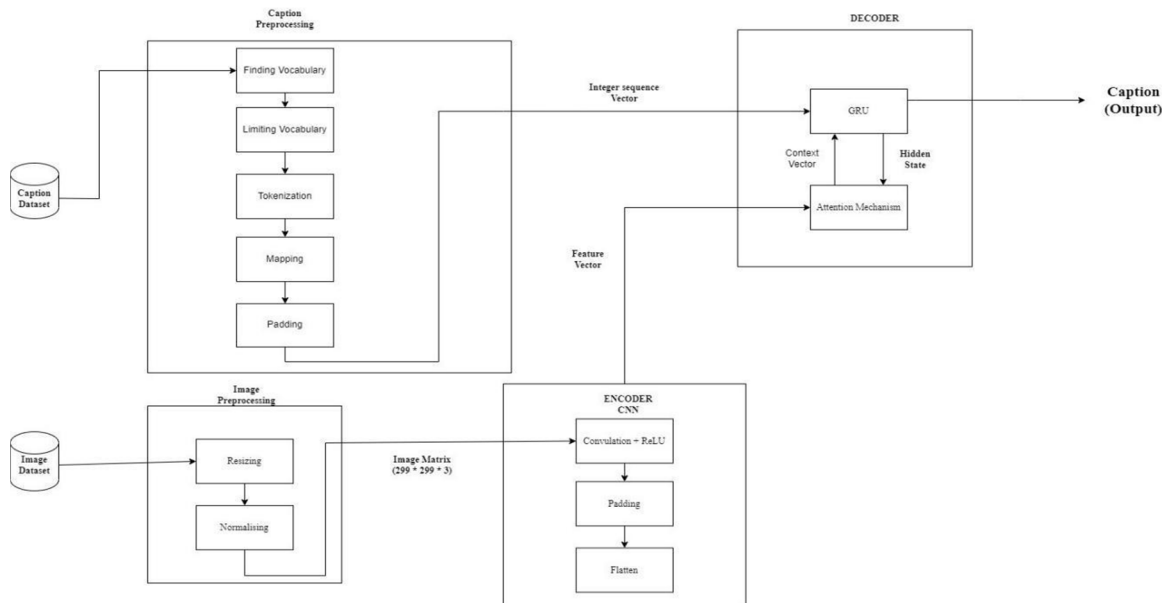 Caption
Preprocessing
Finding Vocabulary
Limiting Vocabulary
Tokenization
Mapping
Padding
Caption
Dataset
Integer sequence
Vector
DECODER
GRU
Context
Vector
Hidden
State
Attention Mechanism
Caption
(Output)
Feature
Vector
Image
Preprocessing
Image
Dataset
Resizing
Normalising
Image Matrix
(299 * 299 * 3)
ENCODER
CNN
Convulation + ReLU
Padding
Flatten